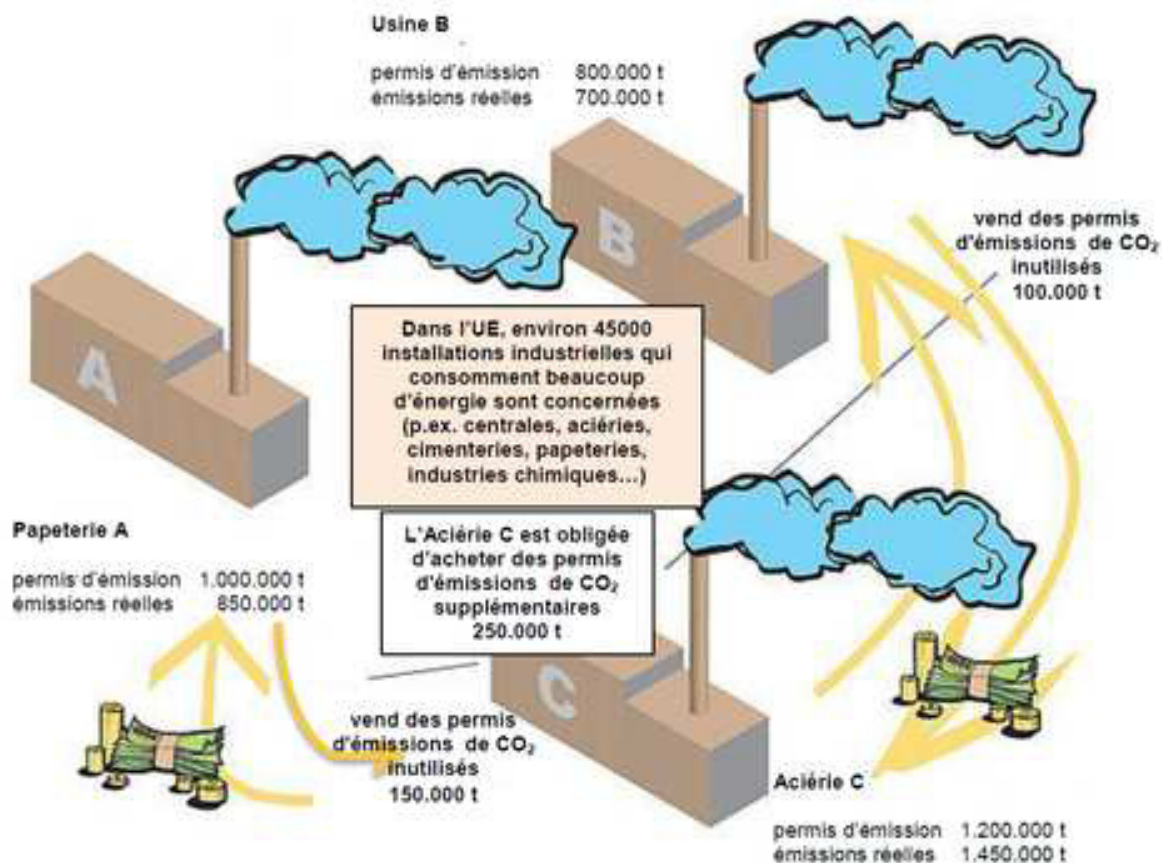 Usine B
permis d'émission 800.000 t
émissions réelles 700.000 t
B
vend des permis
d'émissions de CO₂
inutilisés
100.000 t
A
Dans l'UE, environ 45000
installations industrielles qui
consomment beaucoup
d'énergie sont concernées
(p.ex. centrales, aciéries,
cimenteries, papeteries,
industries chimiques...)
Papeterie A
permis d'émission 1.000.000 t
émissions réelles 850.000 t
L'Aciérie C est obligée
d'acheter des permis
d'émissions de CO₂
supplémentaires
250.000 t
C
vend des permis
d'émissions de CO₂
inutilisés
150.000 t
Aciérie C
permis d'émission 1.200.000 t
émissions réelles 1.450.000 t